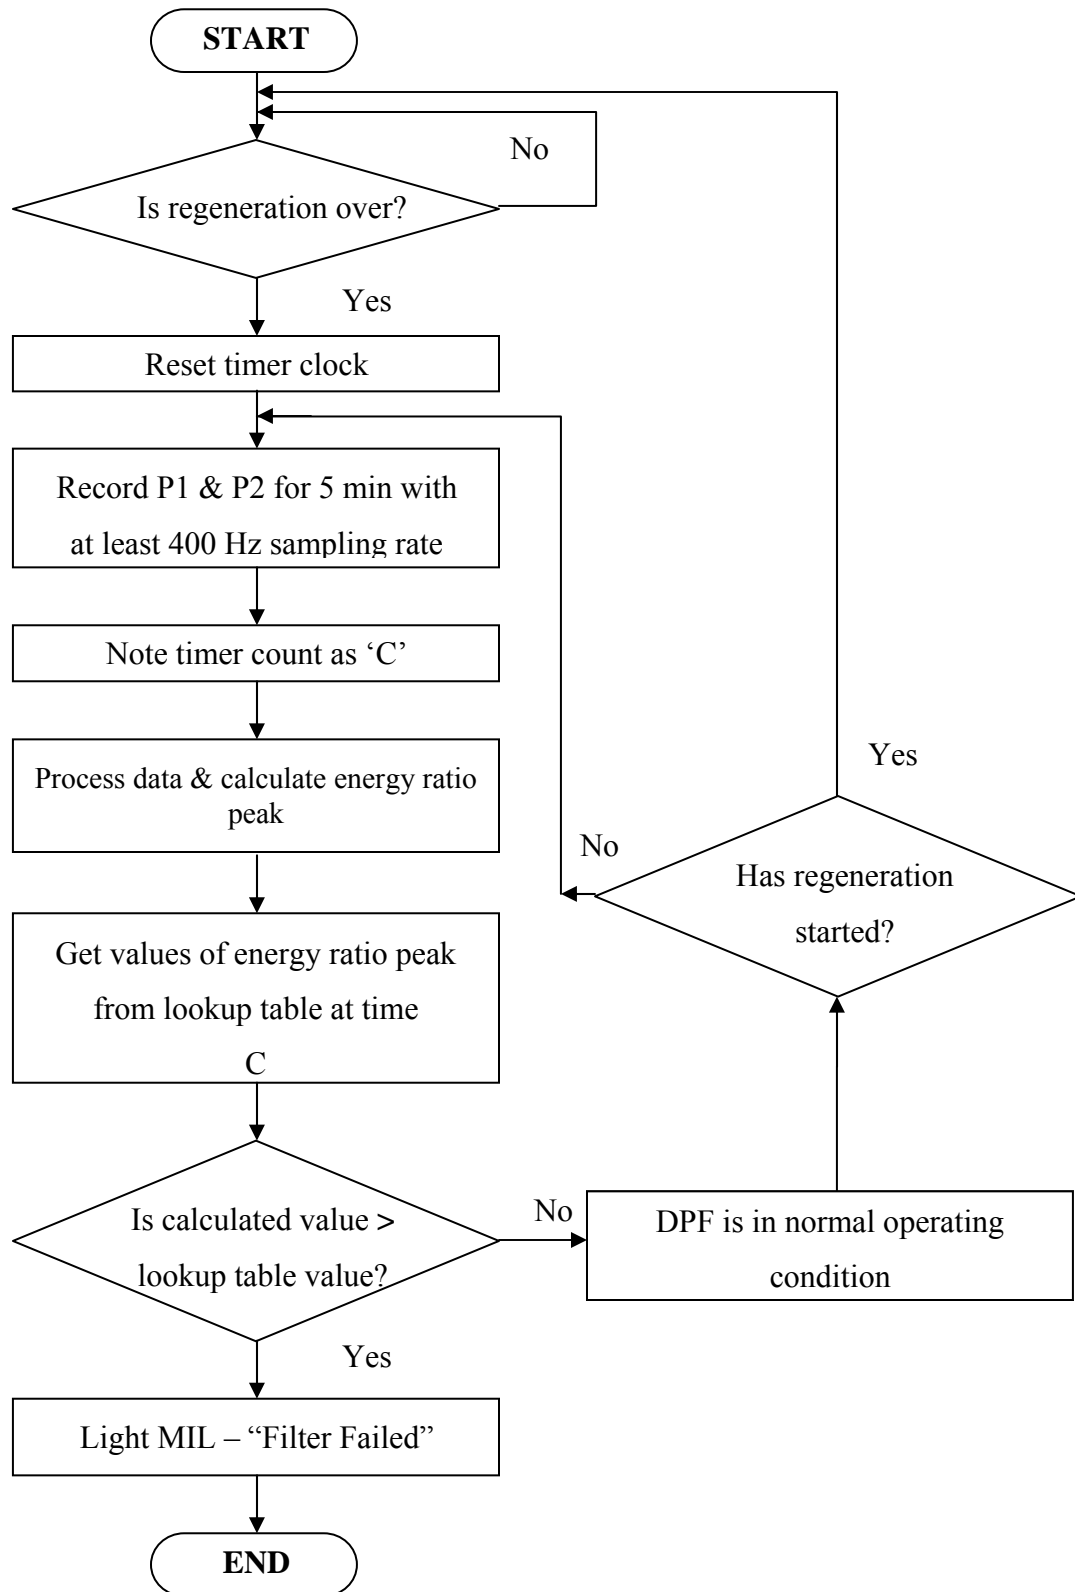 START
No
Is regeneration over?
Yes
Reset timer clock
Record P1 & P2 for 5 min with
at least 400 Hz sampling rate
Note timer count as ‘C’
Process data & calculate energy ratio
peak
Yes
No
Has regeneration
started?
Get values of energy ratio peak
from lookup table at time
C
Is calculated value >
lookup table value?
No
DPF is in normal operating
condition
Yes
Light MIL – “Filter Failed”
END